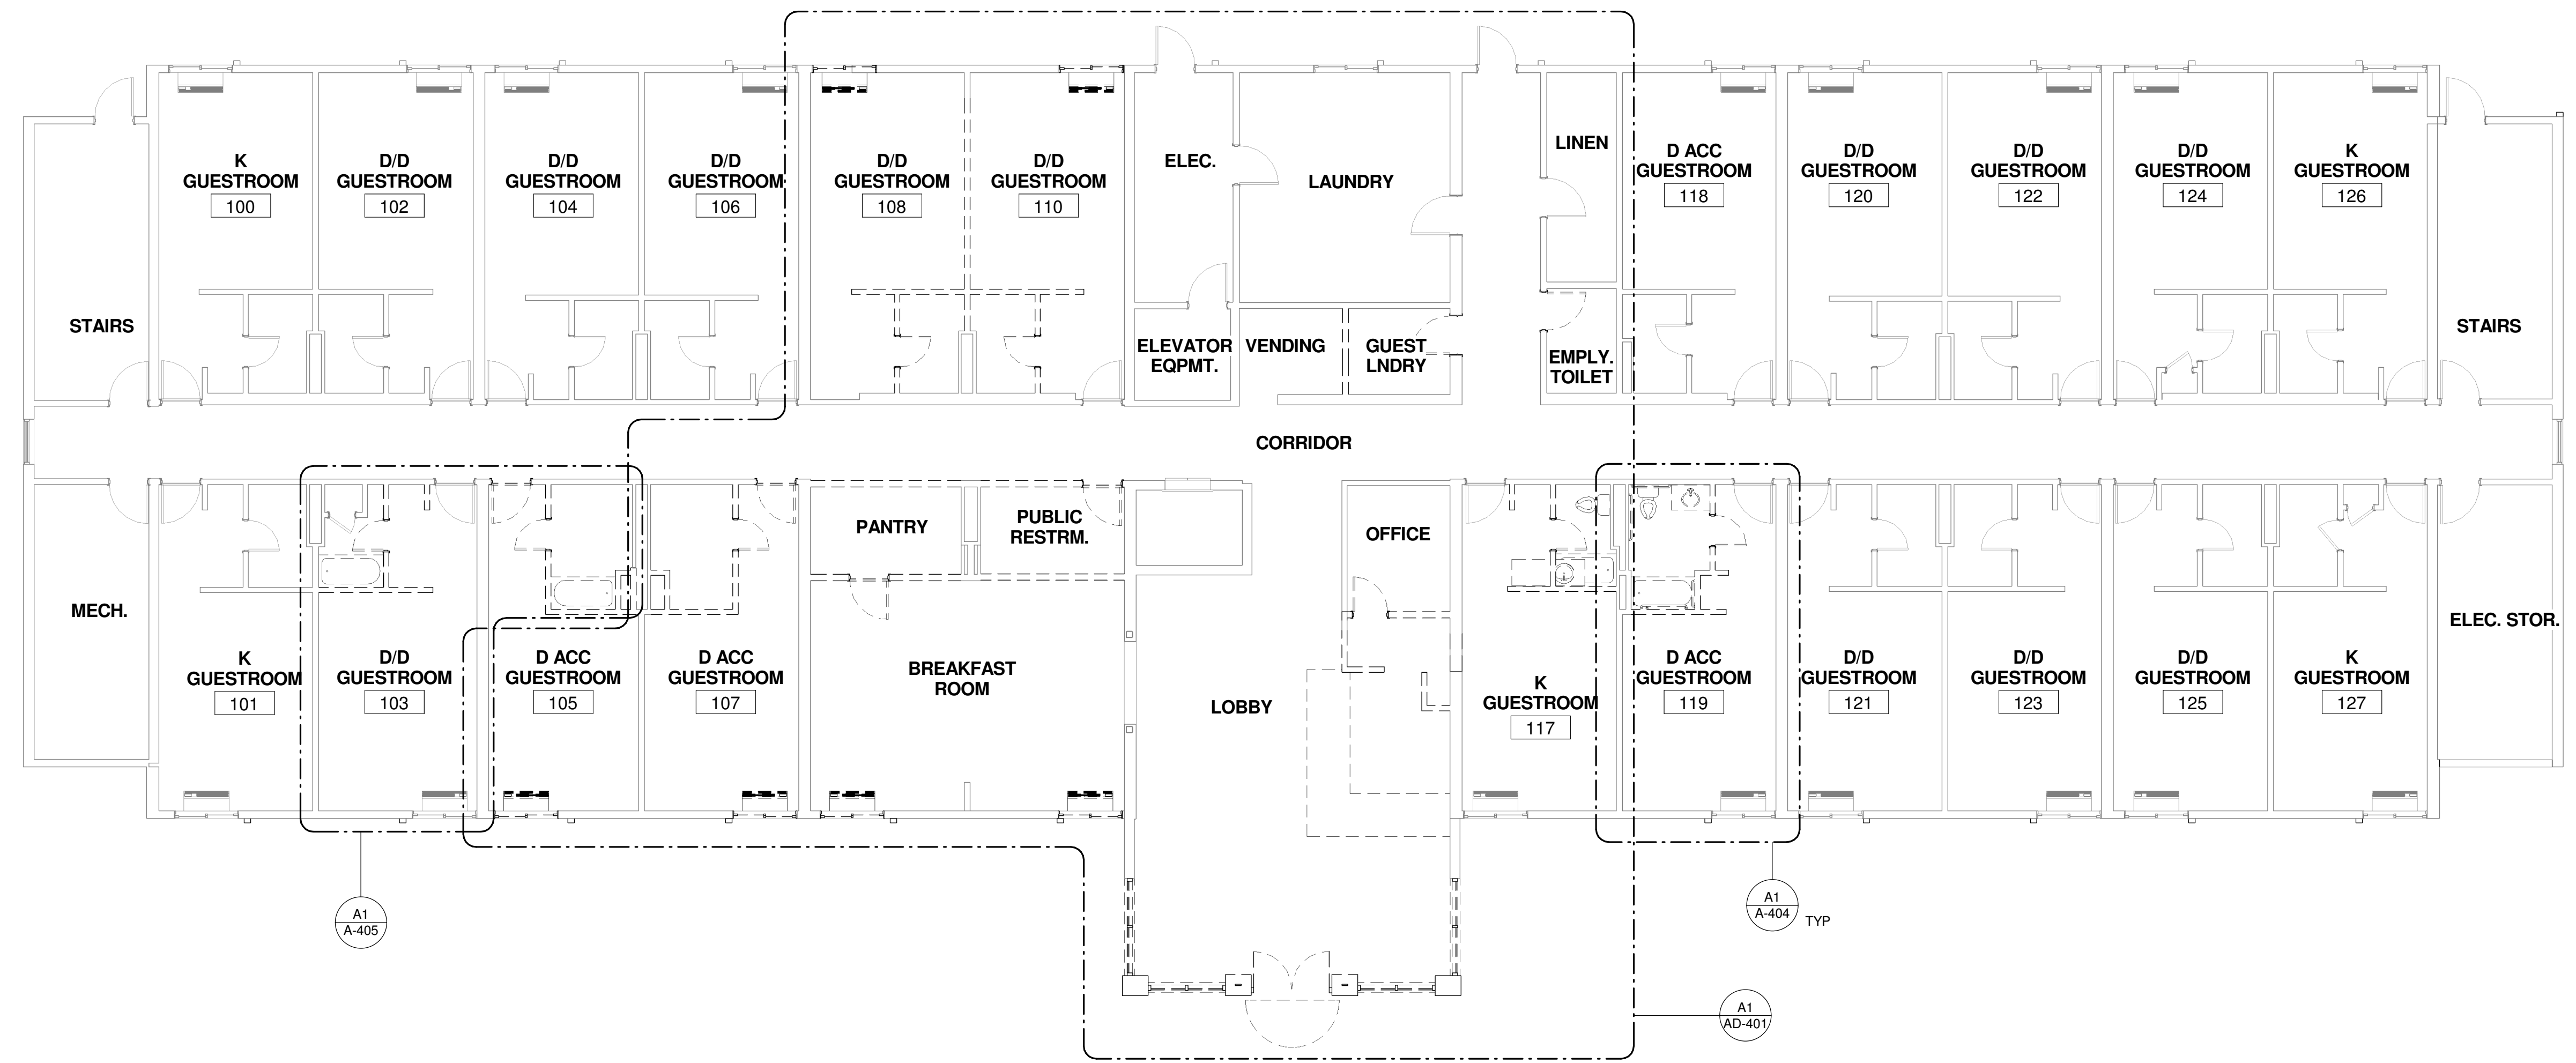 K
GUESTROOM
100
D/D
GUESTROOM
102
D/D
GUESTROOM
104
D/D
GUESTROOM
106
D/D
GUESTROOM
108
D/D
GUESTROOM
110
ELEC.
LAUNDRY
LINEN
D ACC
GUESTROOM
118
D/D
GUESTROOM
120
D/D
GUESTROOM
122
D/D
GUESTROOM
124
K
GUESTROOM
126
STAIRS
ELEVATOR
EQPMT.
VENDING
GUEST
LNDRY
EMPLY.
TOILET
STAIRS
CORRIDOR
MECH.
K
GUESTROOM
101
D/D
GUESTROOM
103
D ACC
GUESTROOM
105
D ACC
GUESTROOM
107
PANTRY
PUBLIC
RESTRM.
BREAKFAST
ROOM
LOBBY
OFFICE
K
GUESTROOM
117
D ACC
GUESTROOM
119
D/D
GUESTROOM
121
D/D
GUESTROOM
123
D/D
GUESTROOM
125
K
GUESTROOM
127
ELEC. STOR.
A1
A-405
A1
A-404
TYP
A1
AD-401